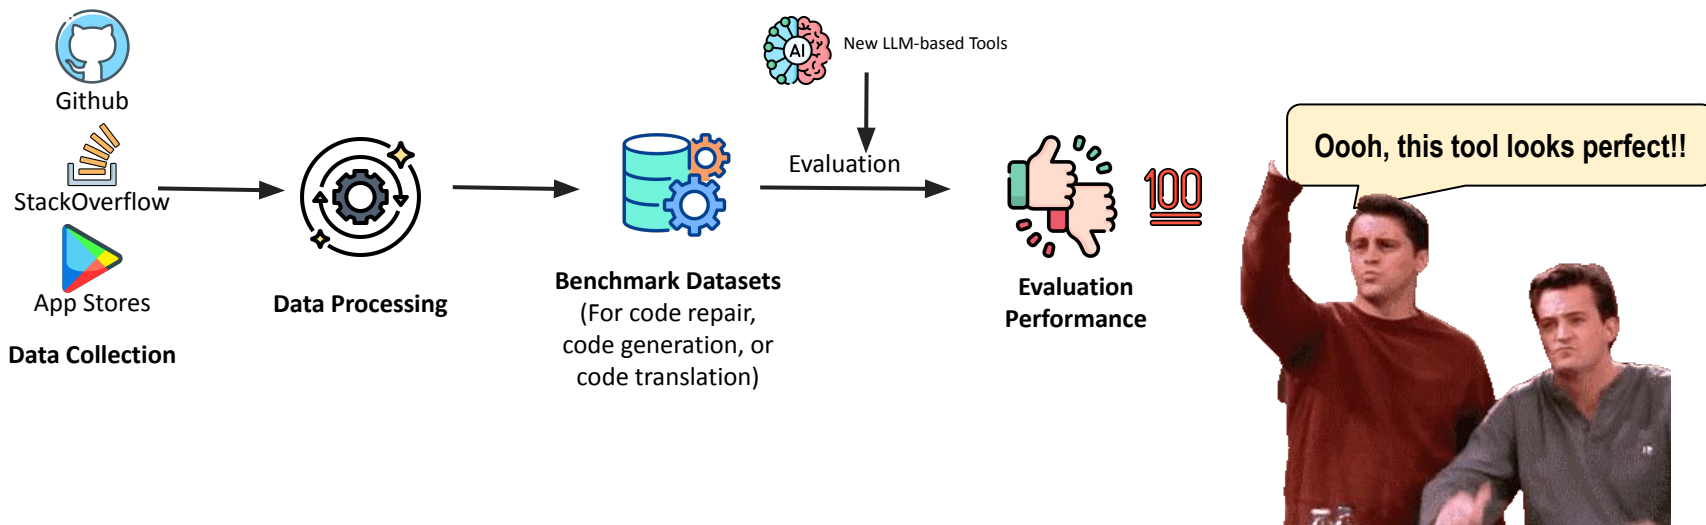 Github
StackOverflow
App Stores
Data Collection
Data Processing
Benchmark Datasets
(For code repair,
code generation, or
code translation)
AI
New LLM-based Tools
Evaluation
Evaluation
Performance
100
Oooh, this tool looks perfect!!